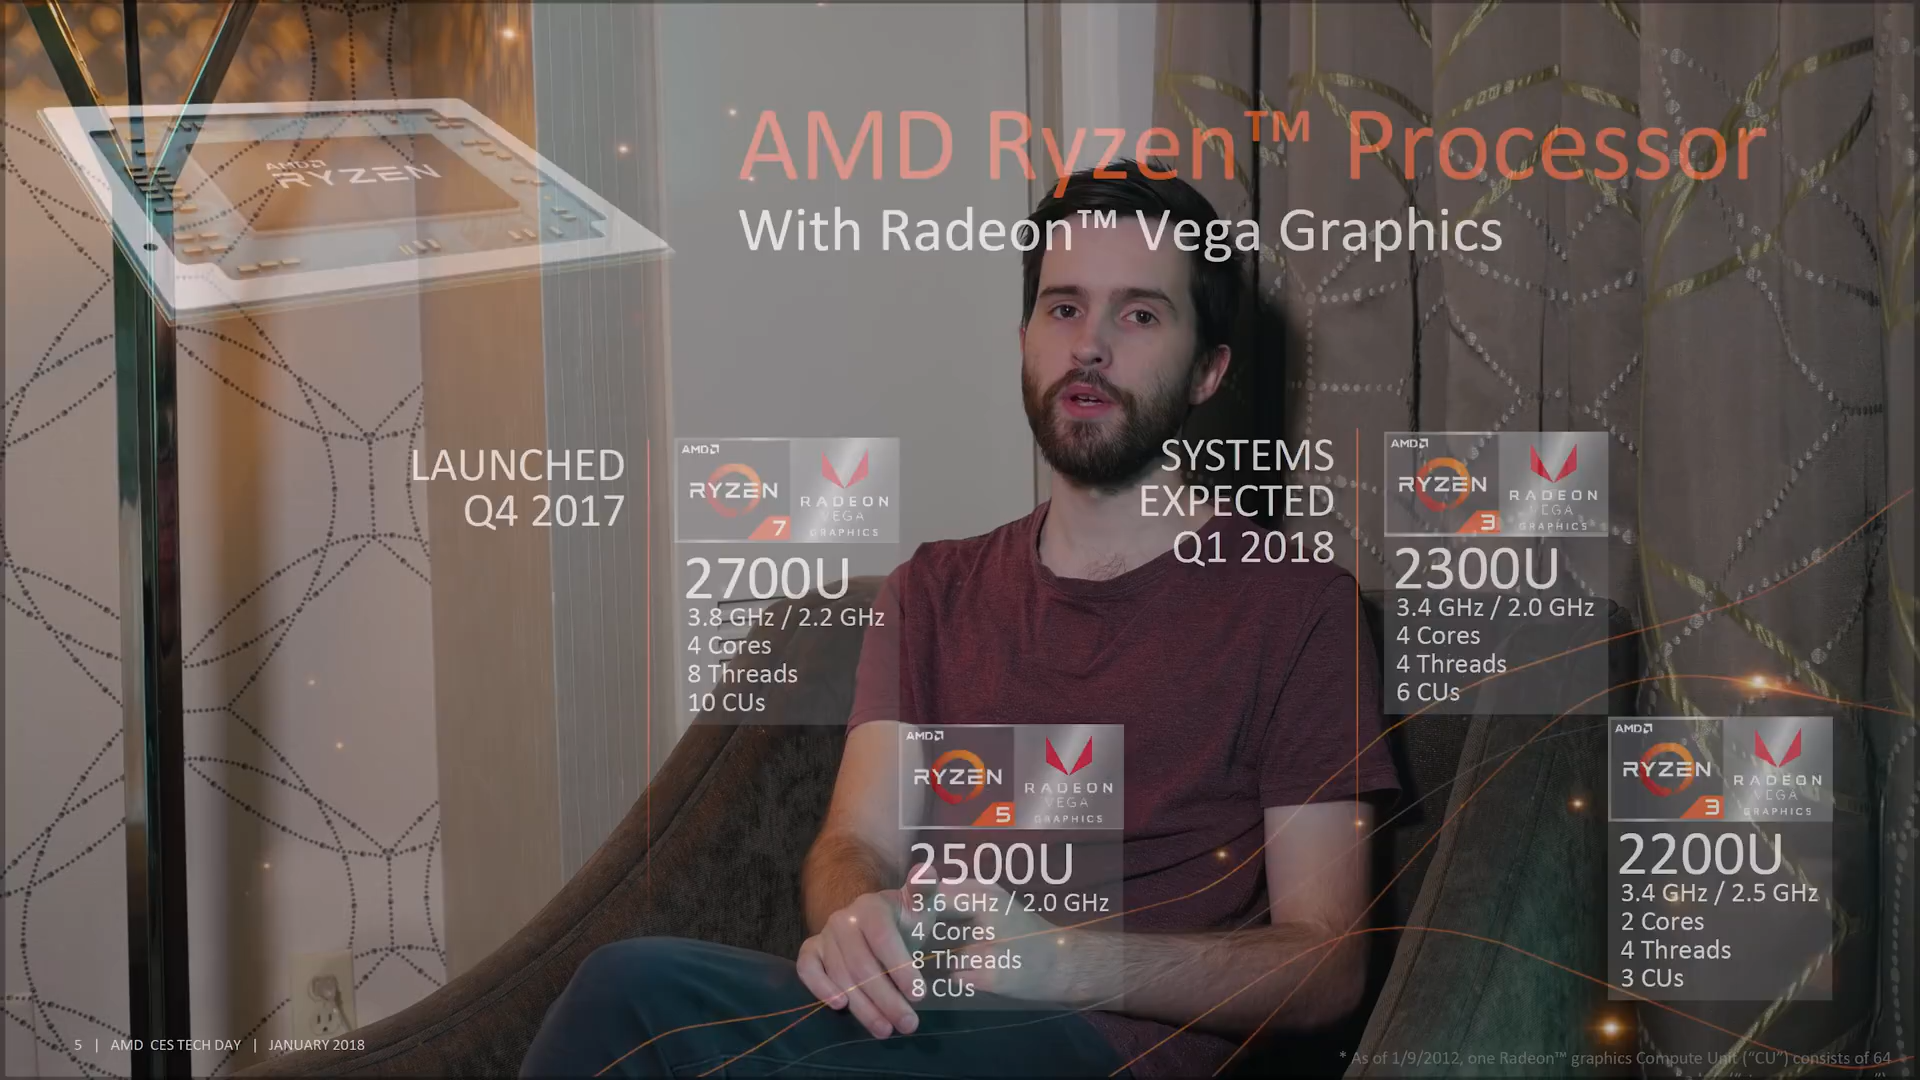 AMD
RYZEN
AMD Ryzen™ Processor
With Radeon™ Vega Graphics
LAUNCHED
Q4 2017
AMD
RYZEN
7
RADEON
VEGA
GRAPHICS
2700U
3.8 GHz / 2.2 GHz
4 Cores
8 Threads
10 CUs
AMD
RYZEN
5
RADEON
VEGA
GRAPHICS
2500U
3.6 GHz / 2.0 GHz
4 Cores
8 Threads
8 CUs
SYSTEMS
EXPECTED
Q1 2018
AMD
RYZEN
3
RADEON
VEGA
GRAPHICS
2300U
3.4 GHz / 2.0 GHz
4 Cores
4 Threads
6 CUs
AMD
RYZEN
3
RADEON
VEGA
GRAPHICS
2200U
3.4 GHz / 2.5 GHz
2 Cores
4 Threads
3 CUs
5 | AMD CES TECH DAY | JANUARY 2018
* As of 1/9/2012, one Radeon™ graphics Compute Unit ("CU") consists of 64